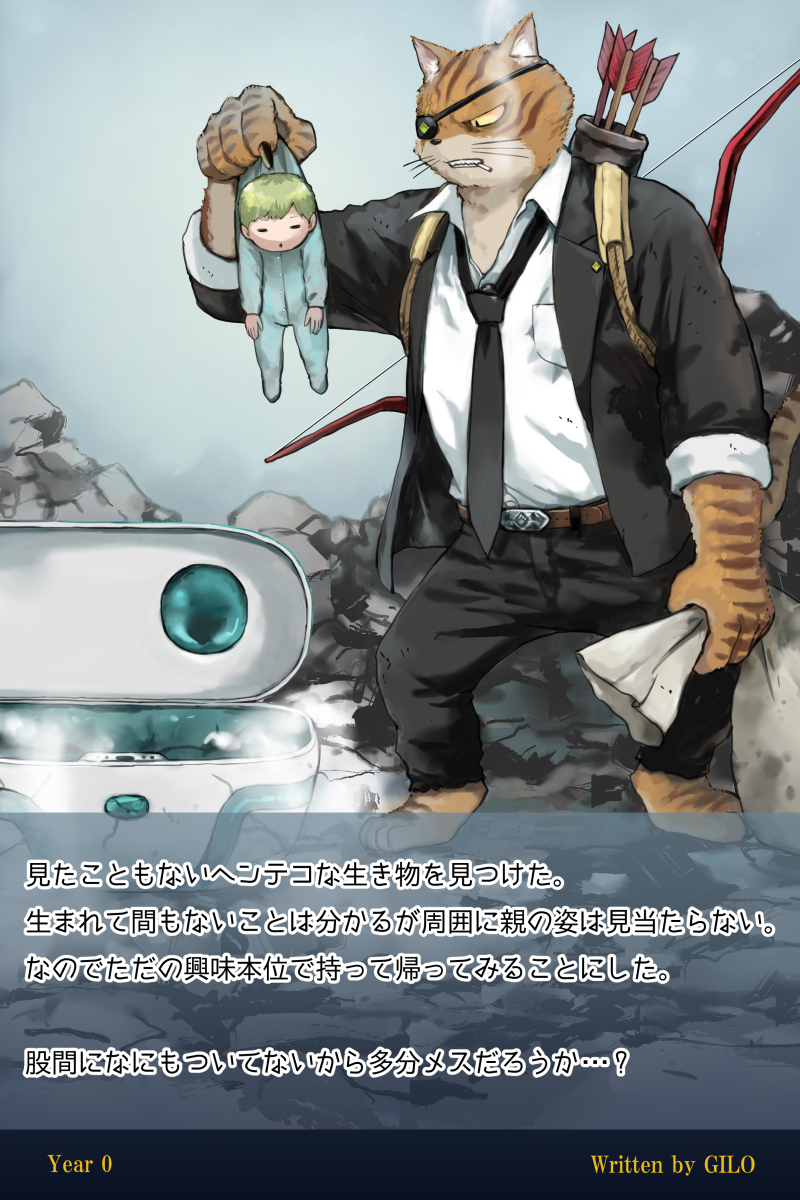 見たこともないヘンテコな生き物を見つけた。
生まれて間もないことは分かるが周囲に親の姿は見当たらない。
なのでただの興味本位で持って帰ってみることにした。
股間になにもついてないから多分メスだろうか…？
Year 0
Written by GILO